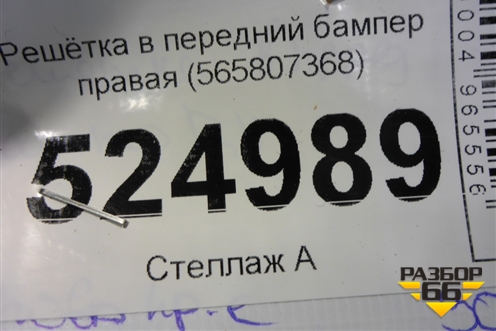 Решётка в передний бампер
правая (565807368)
524989
Стеллаж А
РАЗБОР
66